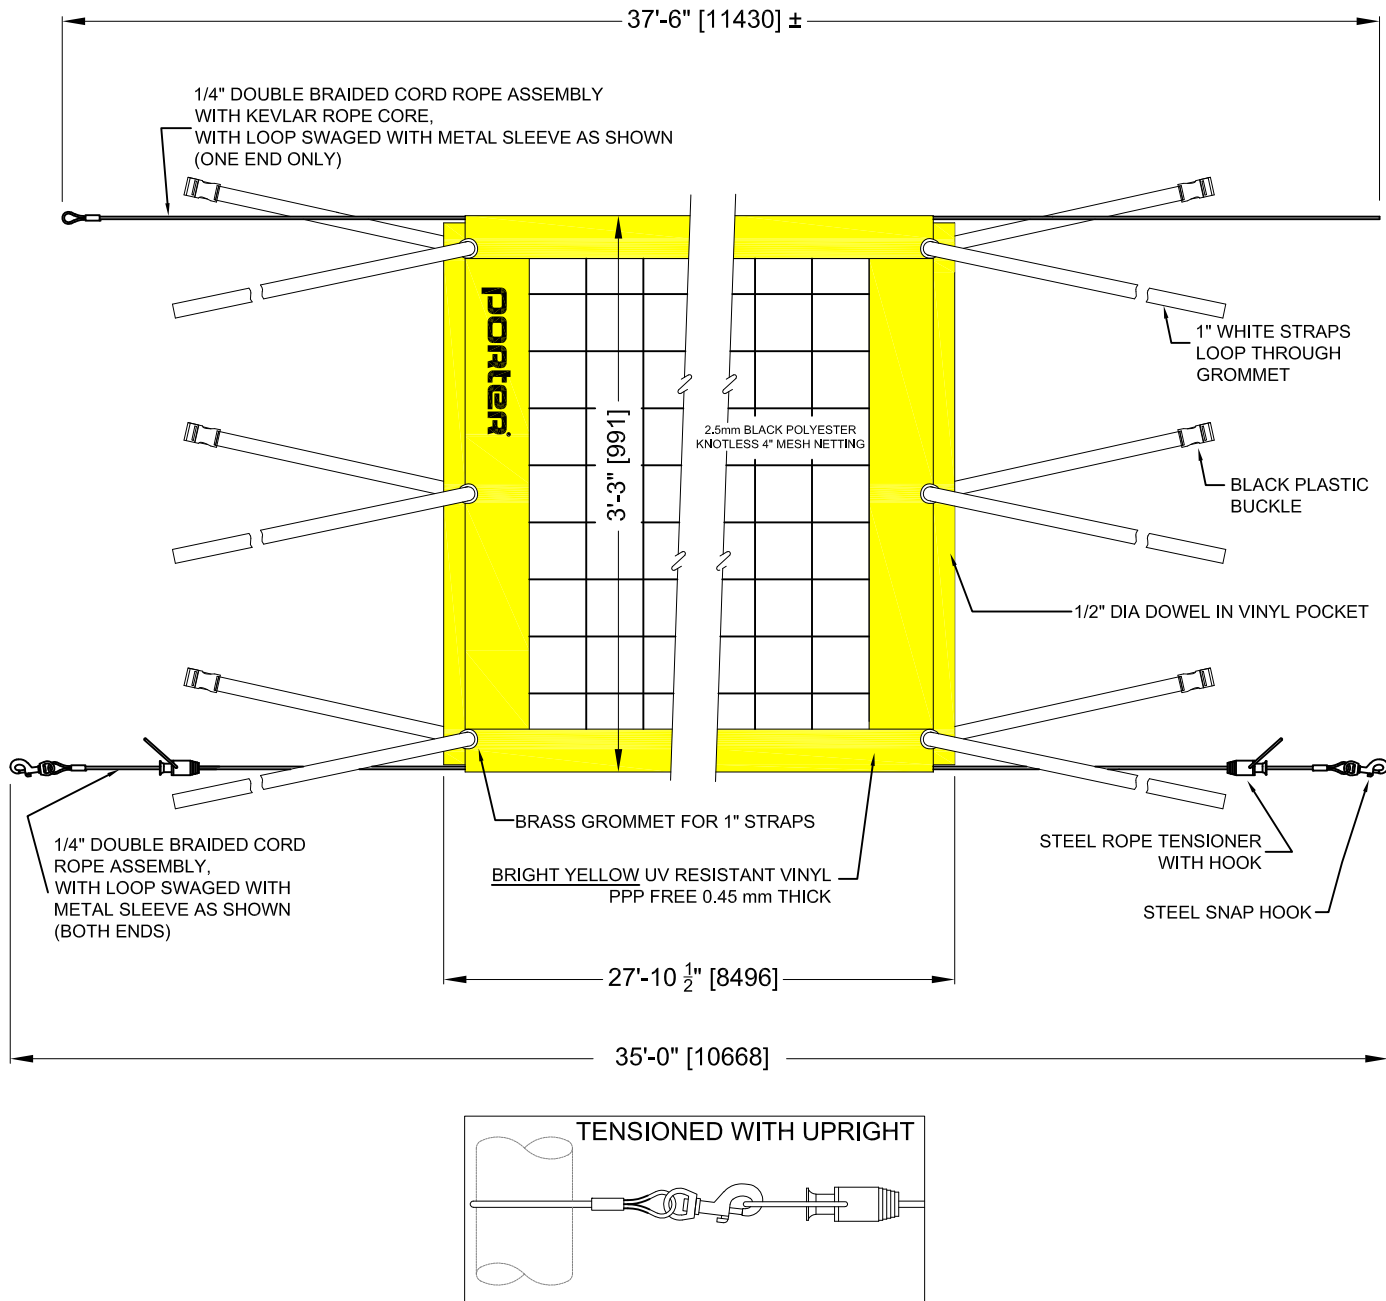 37'-6" [11430] ±
1/4" DOUBLE BRAIDED CORD ROPE ASSEMBLY
WITH KEVLAR ROPE CORE,
WITH LOOP SWAGED WITH METAL SLEEVE AS SHOWN
(ONE END ONLY)
PORTER
3'-3" [991]
2.5mm BLACK POLYESTER
KNOTLESS 4" MESH NETTING
1" WHITE STRAPS
LOOP THROUGH
GROMMET
BLACK PLASTIC
BUCKLE
1/2" DIA DOWEL IN VINYL POCKET
BRASS GROMMET FOR 1" STRAPS
1/4" DOUBLE BRAIDED CORD
ROPE ASSEMBLY,
WITH LOOP SWAGED WITH
METAL SLEEVE AS SHOWN
(BOTH ENDS)
BRIGHT YELLOW UV RESISTANT VINYL
PPP FREE 0.45 mm THICK
STEEL ROPE TENSIONER
WITH HOOK
STEEL SNAP HOOK
27'-10 1/2" [8496]
35'-0" [10668]
TENSIONED WITH UPRIGHT